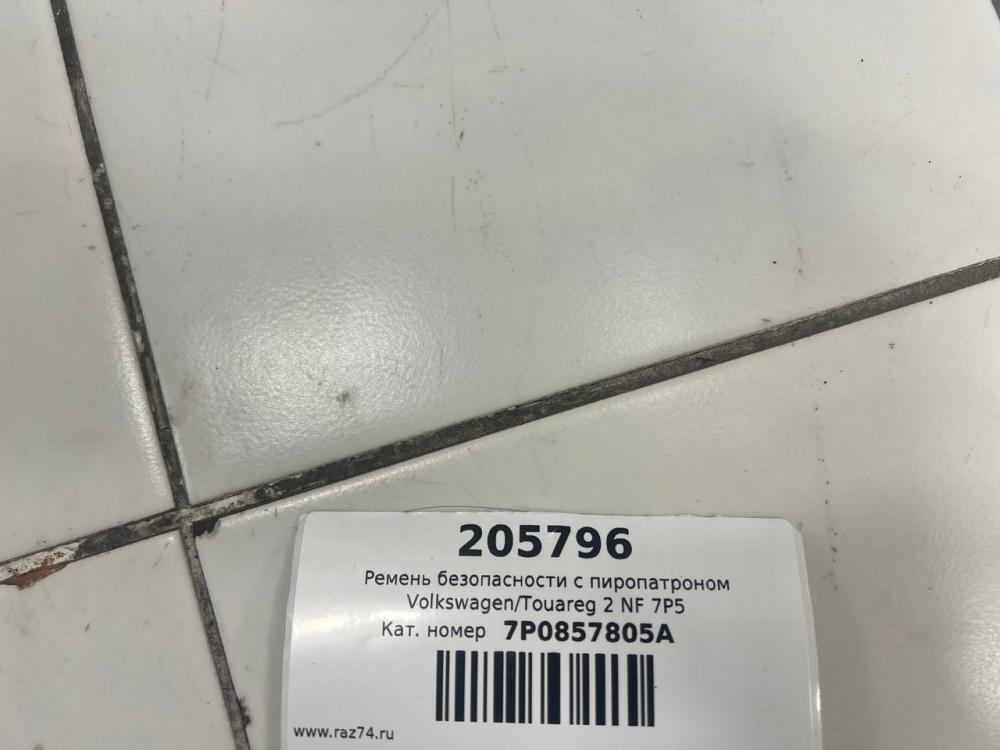 205796
Ремень безопасности с пиропатроном
Volkswagen/Touareg 2 NF 7P5
Кат. номер 7P0857805A
www.raz74.ru